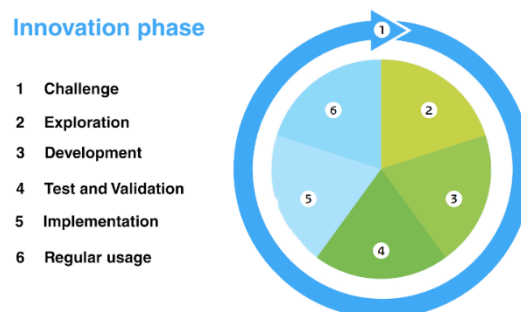 Innovation phase
1 Challenge
2 Exploration
3 Development
4 Test and Validation
5 Implementation
6 Regular usage
1
2
3
4
5
6